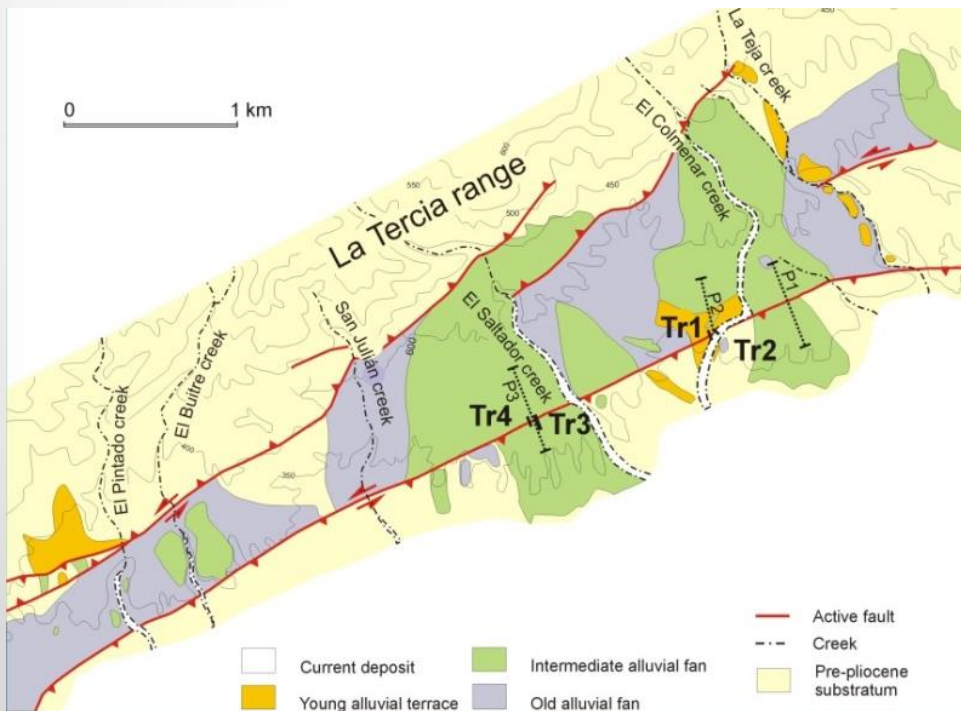 0 1 km
La Tercia range
La Teja creek
El Colmenar creek
450
450
600
550
500
San Julián creek
El Saltador creek
El Buitre creek
El Pintado creek
600
400
350
P1
P2
P3
Tr1
Tr2
Tr4
Tr3
Current deposit
Young alluvial terrace
Intermediate alluvial fan
Old alluvial fan
Active fault
Creek
Pre-pliocene
substratum